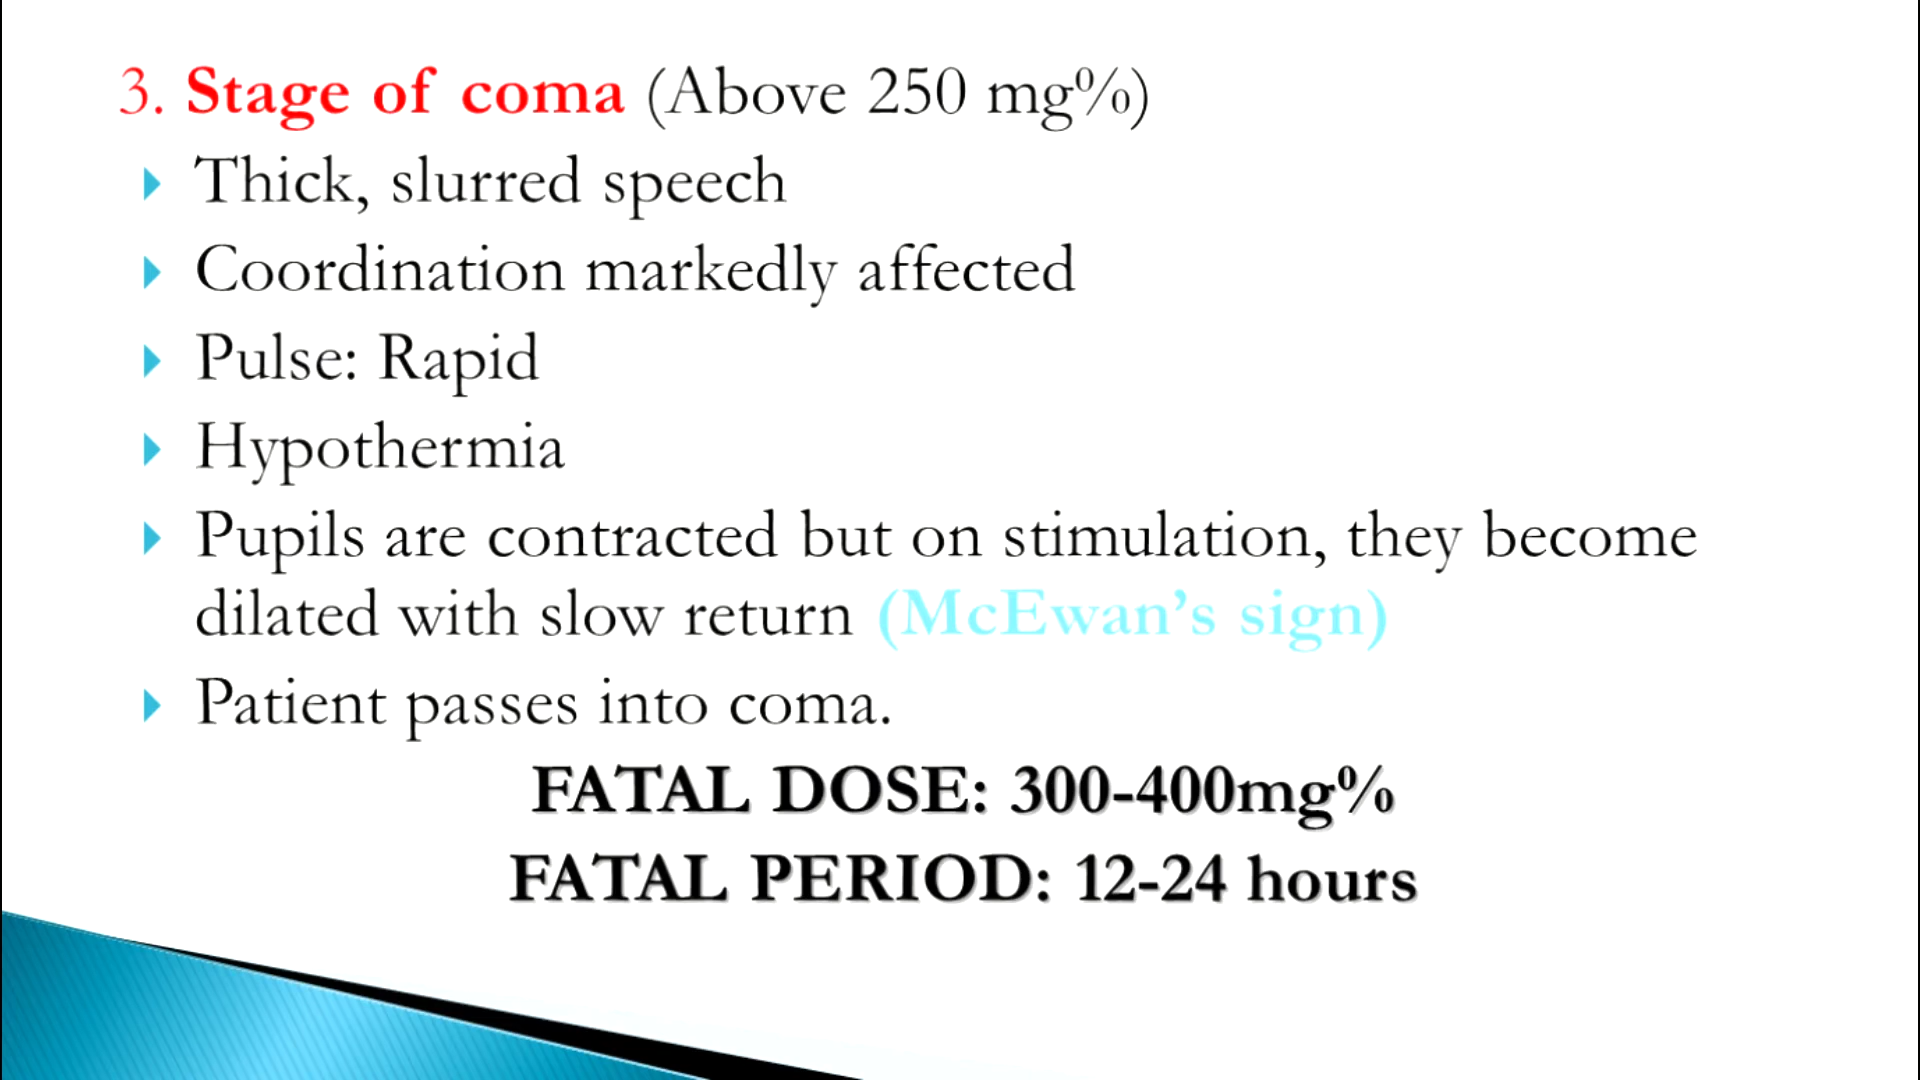 3. Stage of coma (Above 250 mg%)
Thick, slurred speech
Coordination markedly affected
Pulse: Rapid
Hypothermia
Pupils are contracted but on stimulation, they become
dilated with slow return (McEwan’s sign)
Patient passes into coma.
FATAL DOSE: 300-400mg%
FATAL PERIOD: 12-24 hours